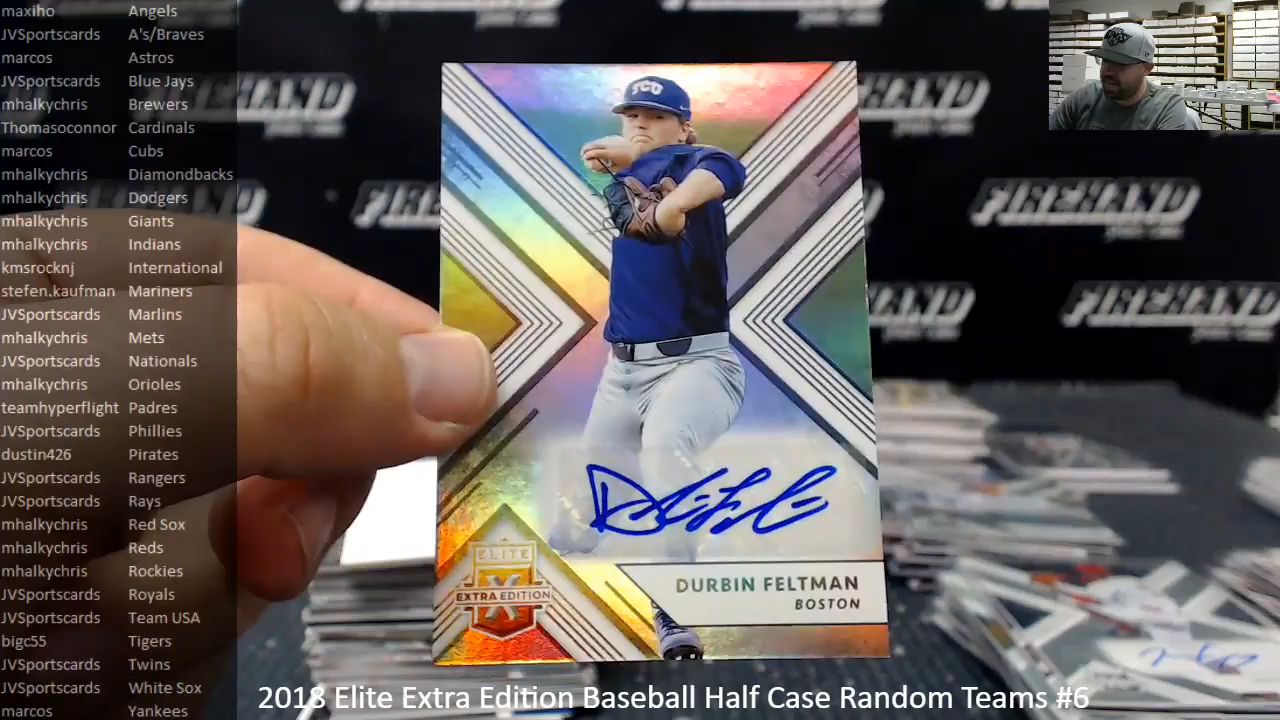 maxiho Angels
JVSportscards A's/Braves
marcos Astros
JVSportscards Blue Jays
mhalkychris Brewers
Thomasoconnor Cardinals
marcos Cubs
mhalkychris Diamondbacks
mhalkychris Dodgers
mhalkychris Giants
mhalkychris Indians
kmsrocknj International
stefen.kaufman Mariners
JVSportscards Marlins
mhalkychris Mets
JVSportscards Nationals
mhalkychris Orioles
teamhyperflight Padres
JVSportscards Phillies
dustin426 Pirates
JVSportscards Rangers
JVSportscards Rays
mhalkychris Red Sox
mhalkychris Reds
mhalkychris Rockies
JVSportscards Royals
JVSportscards Team USA
bigc55 Tigers
JVSportscards Twins
JVSportscards White Sox
marcos Yankees
FIREHAND
FIREHAND
FIREHAND
FIREHAND
TCU
ELITE
EXTRA EDITION
X
DURBIN FELTMAN
BOSTON
2018 Elite Extra Edition Baseball Half Case Random Teams #6